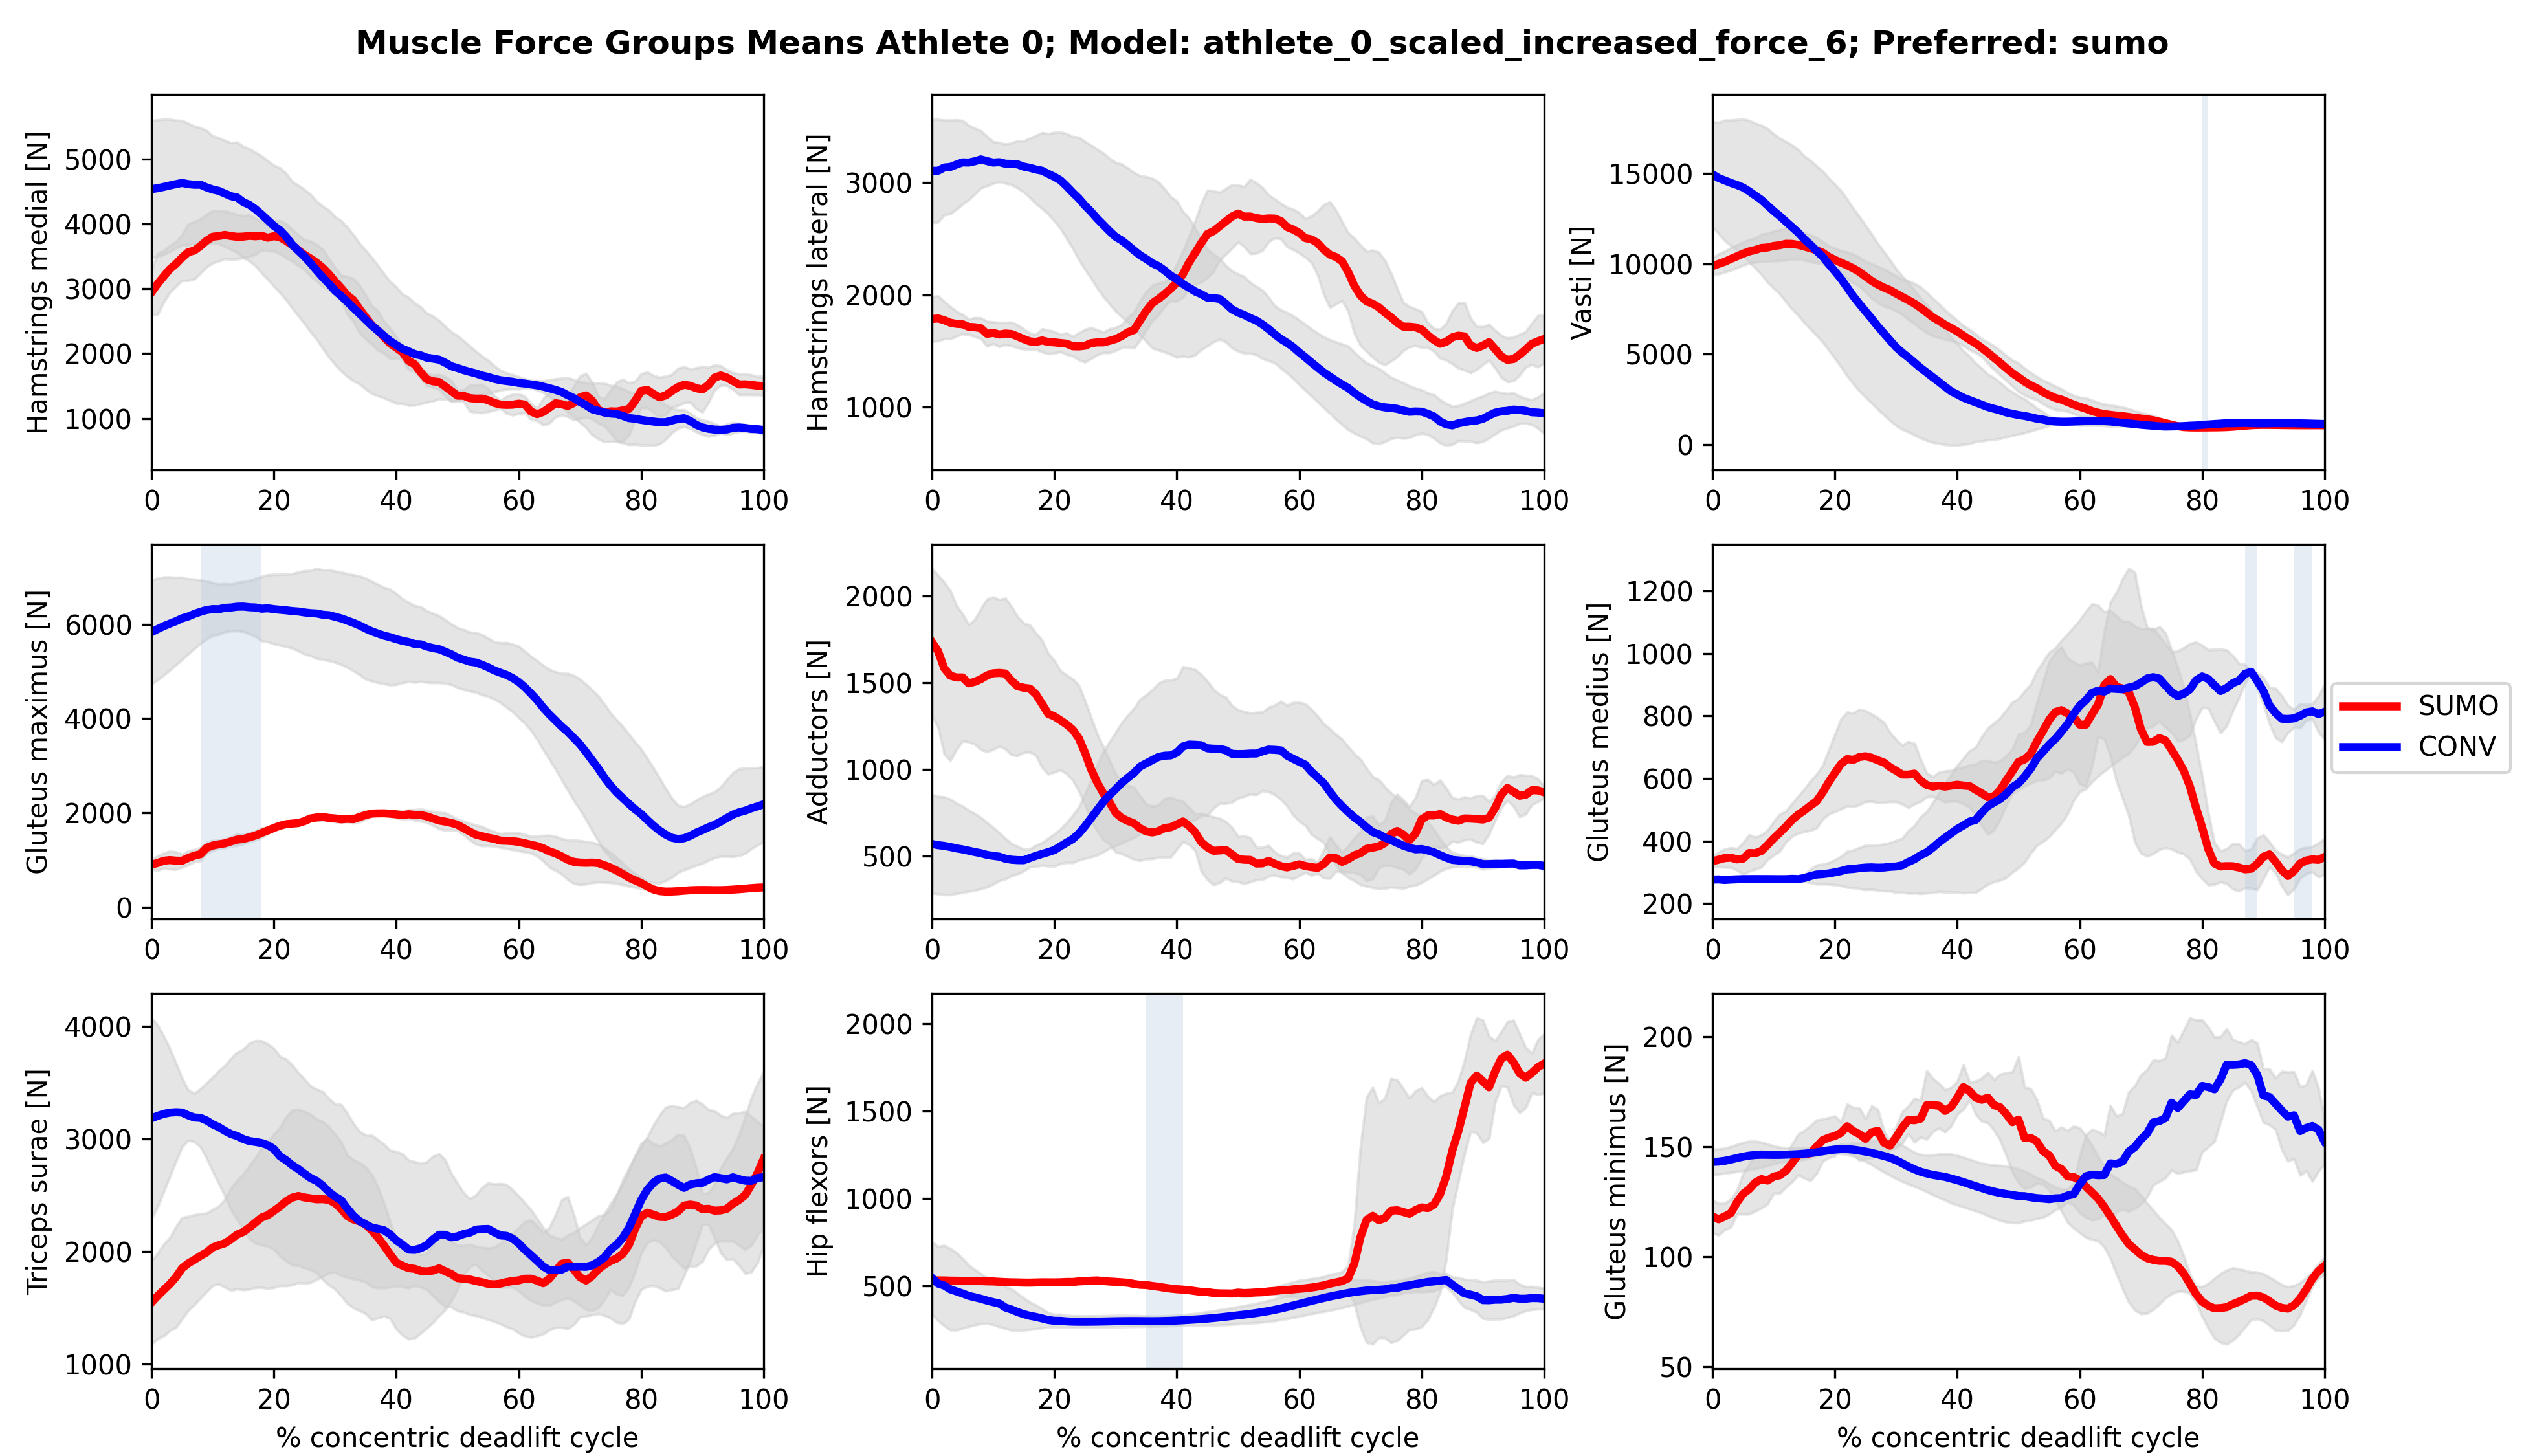 Muscle Force Groups Means Athlete 0; Model: athlete_0_scaled_increased_force_6; Preferred: sumo
Hamstrings medial [N]
5000
4000
3000
2000
1000
0 20 40 60 80 100
Hamstrings lateral [N]
3000
2000
1000
0 20 40 60 80 100
Vasti [N]
15000
10000
5000
0
0 20 40 60 80 100
Gluteus maximus [N]
6000
4000
2000
0
0 20 40 60 80 100
Adductors [N]
2000
1500
1000
500
0 20 40 60 80 100
Gluteus medius [N]
1200
1000
800
600
400
200
0 20 40 60 80 100
SUMO
CONV
Triceps surae [N]
4000
3000
2000
1000
0 20 40 60 80 100
% concentric deadlift cycle
Hip flexors [N]
2000
1500
1000
500
0 20 40 60 80 100
% concentric deadlift cycle
Gluteus minimus [N]
200
150
100
50
0 20 40 60 80 100
% concentric deadlift cycle